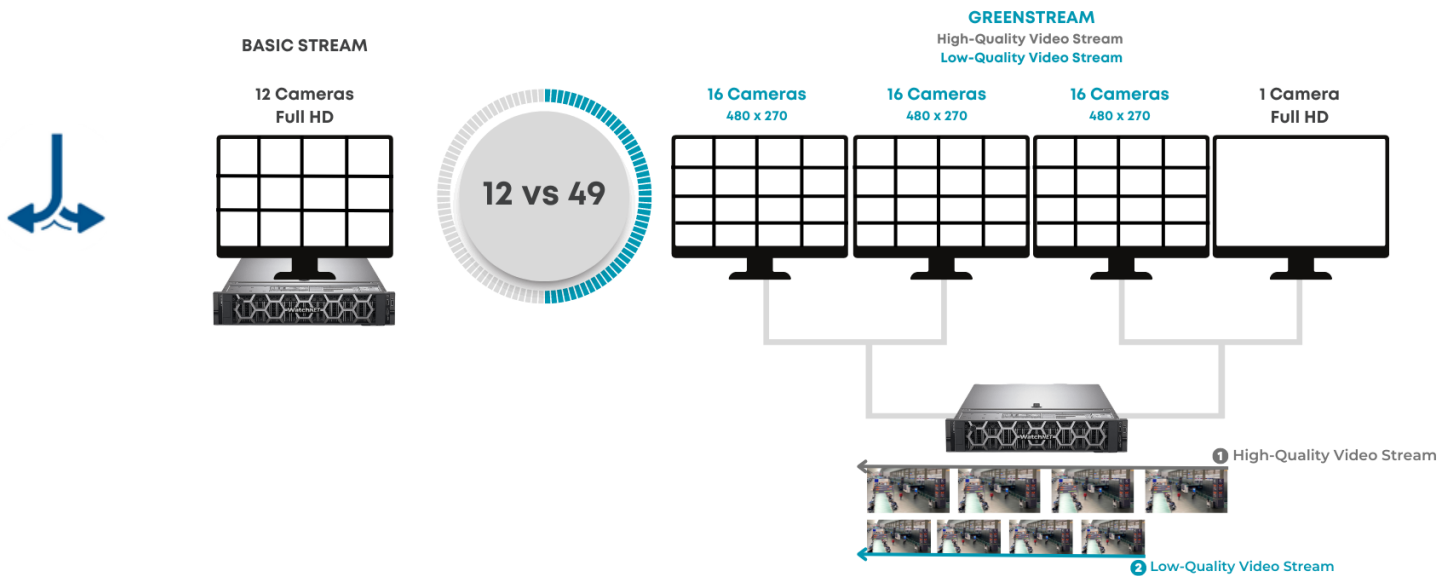 BASIC STREAM
12 Cameras
Full HD
WatchNET
12 vs 49
GREENSTREAM
High-Quality Video Stream
Low-Quality Video Stream
16 Cameras
480 x 270
16 Cameras
480 x 270
16 Cameras
480 x 270
1 Camera
Full HD
WatchNET
1 High-Quality Video Stream
2 Low-Quality Video Stream